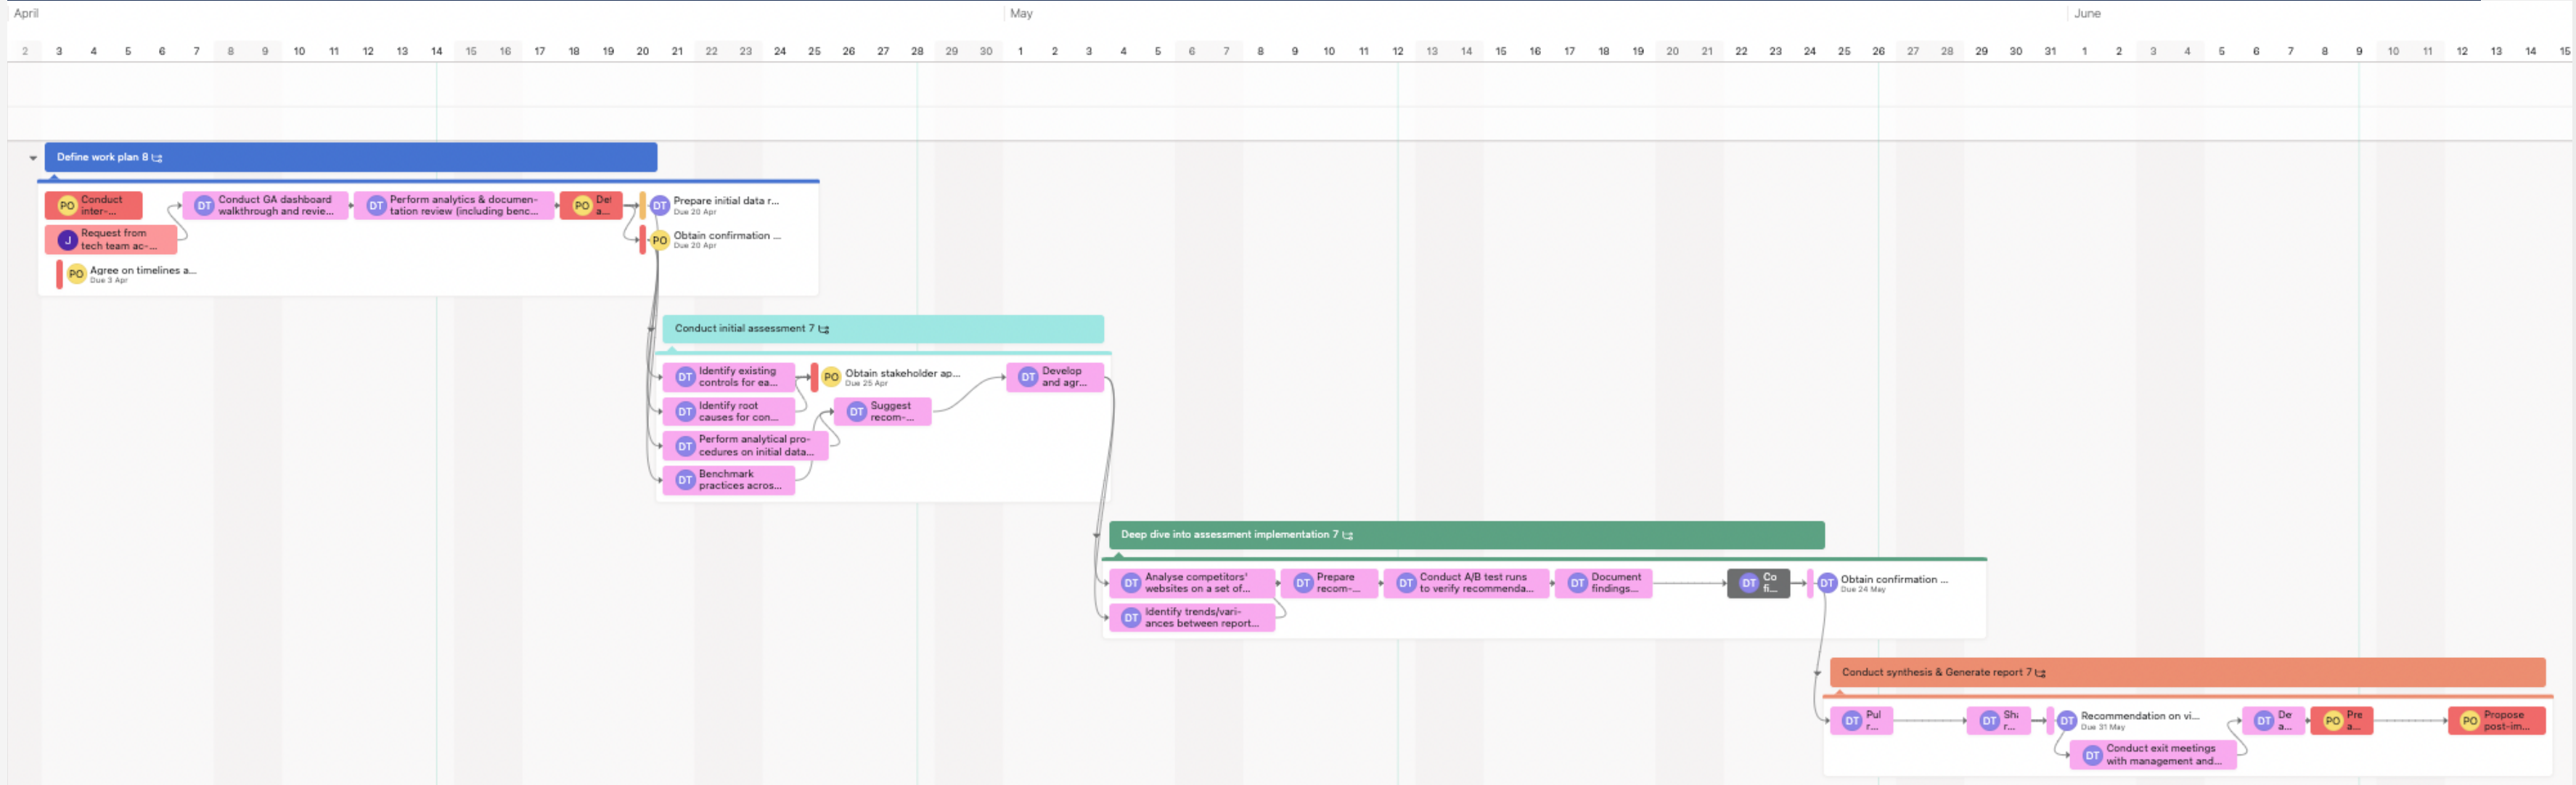 April May June
2 3 4 5 6 7 8 9 10 11 12 13 14 15 16 17 18 19 20 21 22 23 24 25 26 27 28 29 30 1 2 3 4 5 6 7 8 9 10 11 12 13 14 15 16 17 18 19 20 21 22 23 24 25 26 27 28 29 30 31 1 2 3 4 5 6 7 8 9 10 11 12 13 14 15
Define work plan 8
PO Conduct
inter-...
DT Conduct GA dashboard
walkthrough and revie...
DT Perform analytics & documen-
tation review (including benc...
PO De
a...
DT Prepare initial data r...
Due 20 Apr
J Request from
tech team ac-...
PO Obtain confirmation ...
Due 20 Apr
PO Agree on timelines a...
Due 3 Apr
Conduct initial assessment 7
DT Identify existing
controls for ea...
PO Obtain stakeholder ap...
Due 25 Apr
DT Develop
and agr...
DT Identify root
causes for con...
DT Suggest
recom-...
DT Perform analytical pro-
cedures on initial data...
DT Benchmark
practices acros...
Deep dive into assessment implementation 7
DT Analyse competitors'
websites on a set of...
DT Prepare
recom-...
DT Conduct A/B test runs
to verify recommenda...
DT Document
findings...
DT Co
fi...
DT Obtain confirmation ...
Due 24 May
DT Identify trends/vari-
ances between report...
Conduct synthesis & Generate report 7
DT Pul
r...
DT Sh
r...
DT Recommendation on vi...
Due 31 May
DT De
a...
PO Pre
a...
PO Propose
post-im...
DT Conduct exit meetings
with management and...